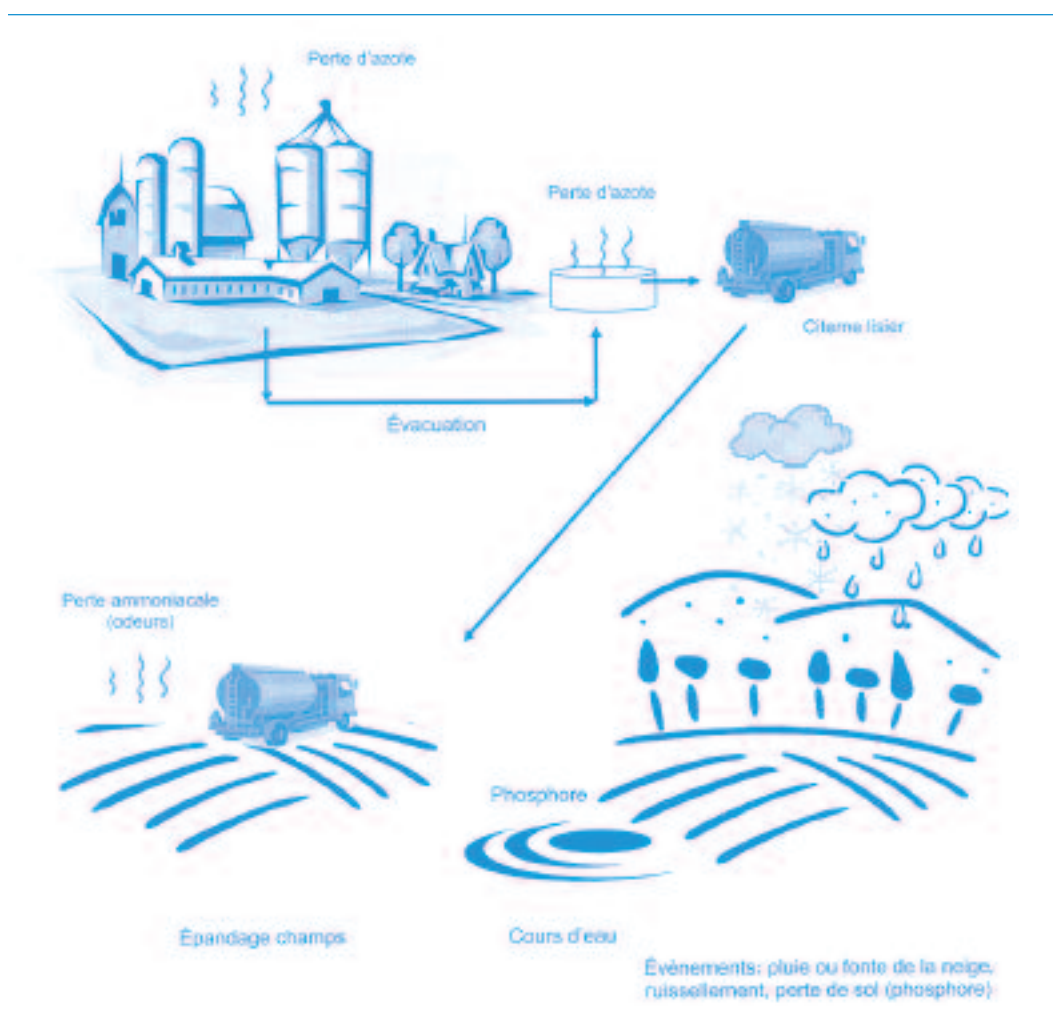 Perte d'azote
Perte d'azote
Citerne lisier
Évacuation
Perte ammoniacale
(odeurs)
Phosphore
Épandage champs
Cours d'eau
Évènements: pluie ou fonte de la neige,
ruissellement, perte de sol (phosphore)